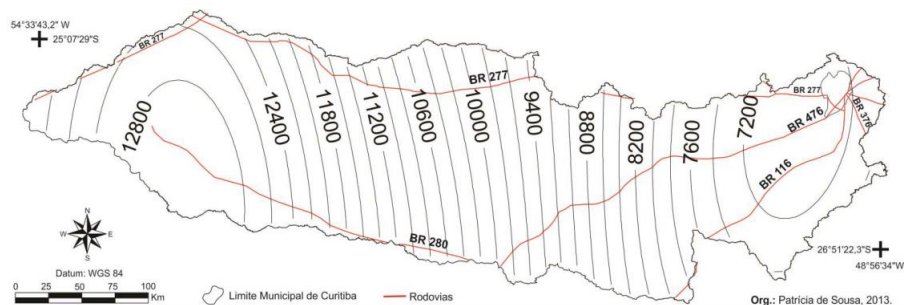 54°33'43,2" W
25°07'29"S
BR 277
12800
12400
11800
11200
10600
10000
9400
8800
8200
7600
7200
BR 277
BR 277
BR 476
BR 376
BR 116
BR 280
N
W
E
S
Datum: WGS 84
0 25 50 75 100
Km
Limite Municipal de Curitiba
Rodovias
26°51'22,3"S
48°56'34"W
Org.: Patrícia de Sousa, 2013.